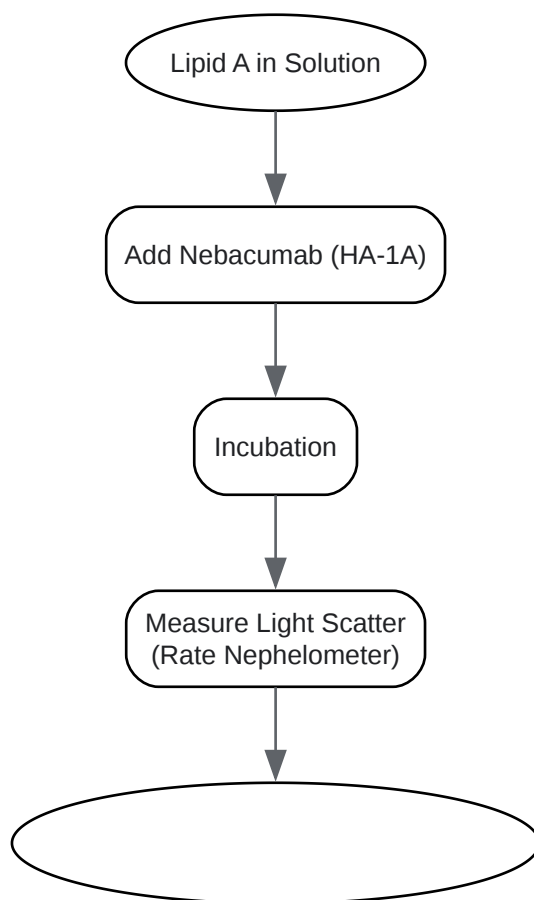 Lipid A in Solution
Add Nebacumab (HA-1A)
Incubation
Measure Light Scatter
(Rate Nephelometer)